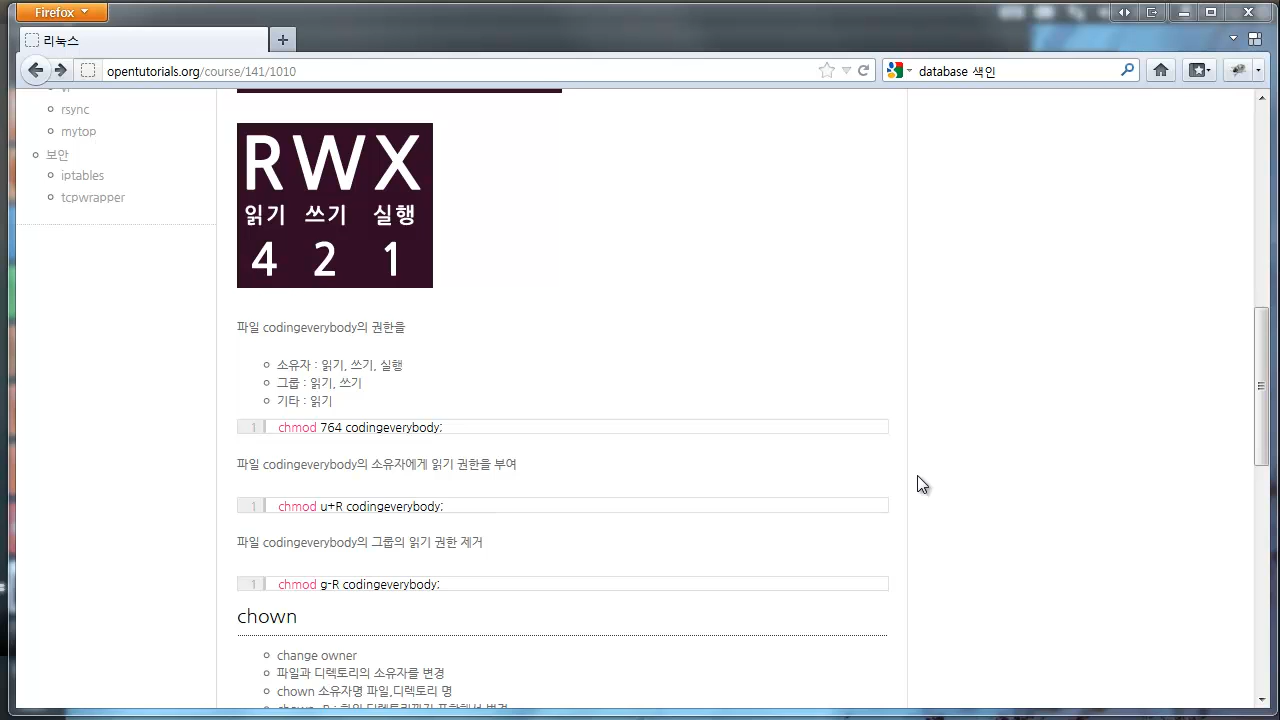 Firefox
리눅스
opentutorials.org/course/141/1010
database 색인
rsync
mytop
보안
iptables
tcpwrapper
RWX
읽기 쓰기 실행
4 2 1
파일 codingeverybody의 권한을
소유자 : 읽기, 쓰기, 실행
그룹 : 읽기, 쓰기
기타 : 읽기
1 chmod 764 codingeverybody;
파일 codingeverybody의 소유자에게 읽기 권한을 부여
1 chmod u+R codingeverybody;
파일 codingeverybody의 그룹의 읽기 권한 제거
1 chmod g-R codingeverybody;
chown
change owner
파일과 디렉토리의 소유자를 변경
chown 소유자명 파일,디렉토리 명